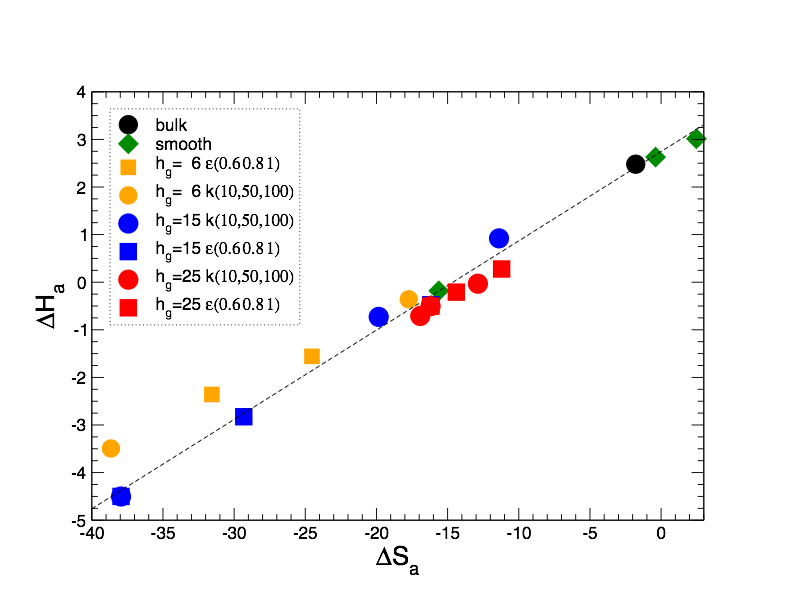 4
3
2
1
0
-1
-2
-3
-4
-5
ΔH_a
bulk
smooth
h_g= 6 ε(0.60.81)
h_g= 6 k(10,50,100)
h_g=15 k(10,50,100)
h_g=15 ε(0.60.81)
h_g=25 k(10,50,100)
h_g=25 ε(0.60.81)
-40 -35 -30 -25 -20 -15 -10 -5 0
ΔS_a